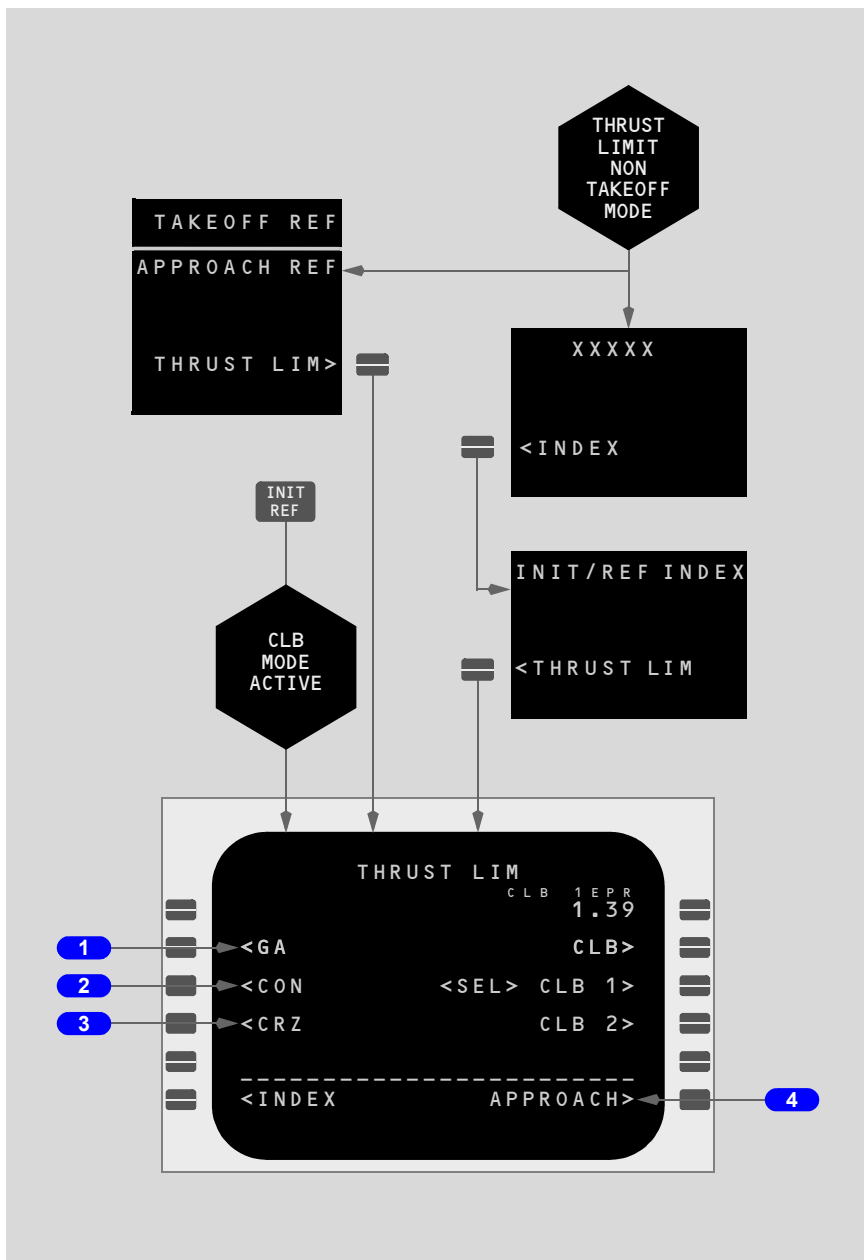 THRUST
LIMIT
NON
TAKEOFF
MODE
TAKEOFF REF
APPROACH REF
THRUST LIM>
XXXXX
<INDEX
INIT
REF
INIT/REF INDEX
<THRUST LIM
CLB
MODE
ACTIVE
THRUST LIM
CLB 1EPR
1.39
1 <GA CLB>
2 <CON <SEL> CLB 1>
3 <CRZ CLB 2>
------------------------
<INDEX APPROACH> 4